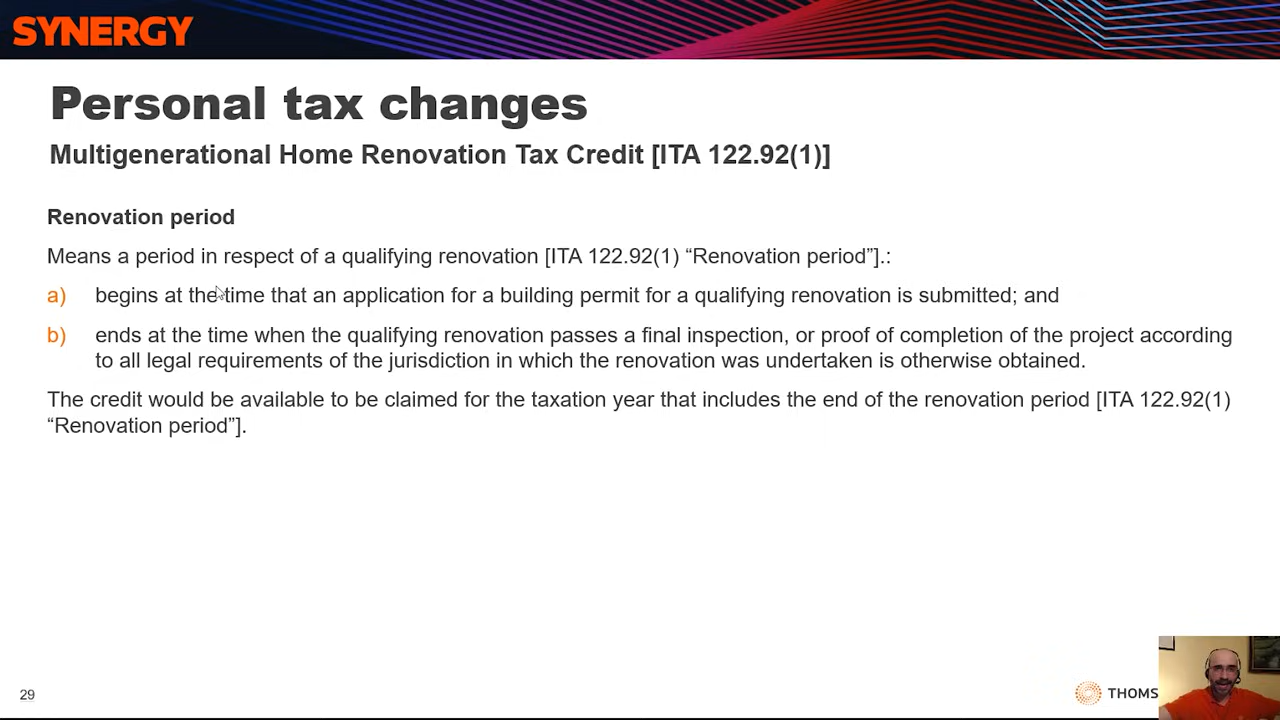 SYNERGY
Personal tax changes
Multigenerational Home Renovation Tax Credit [ITA 122.92(1)]
Renovation period
Means a period in respect of a qualifying renovation [ITA 122.92(1) “Renovation period”].:
a) begins at the time that an application for a building permit for a qualifying renovation is submitted; and
b) ends at the time when the qualifying renovation passes a final inspection, or proof of completion of the project according
to all legal requirements of the jurisdiction in which the renovation was undertaken is otherwise obtained.
The credit would be available to be claimed for the taxation year that includes the end of the renovation period [ITA 122.92(1)
“Renovation period”].
29
THOMS